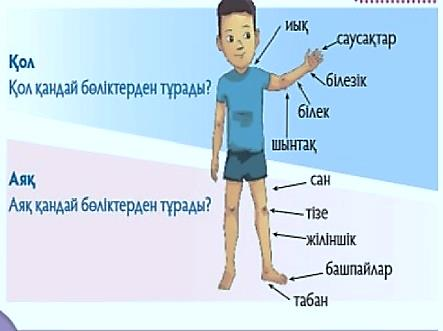 иық
саусақтар
Қол
Қол қандай бөліктерден тұрады?
білезік
білек
шынтақ
Аяқ
Аяқ қандай бөліктерден тұрады?
сан
тізе
жіліншік
башпайлар
табан